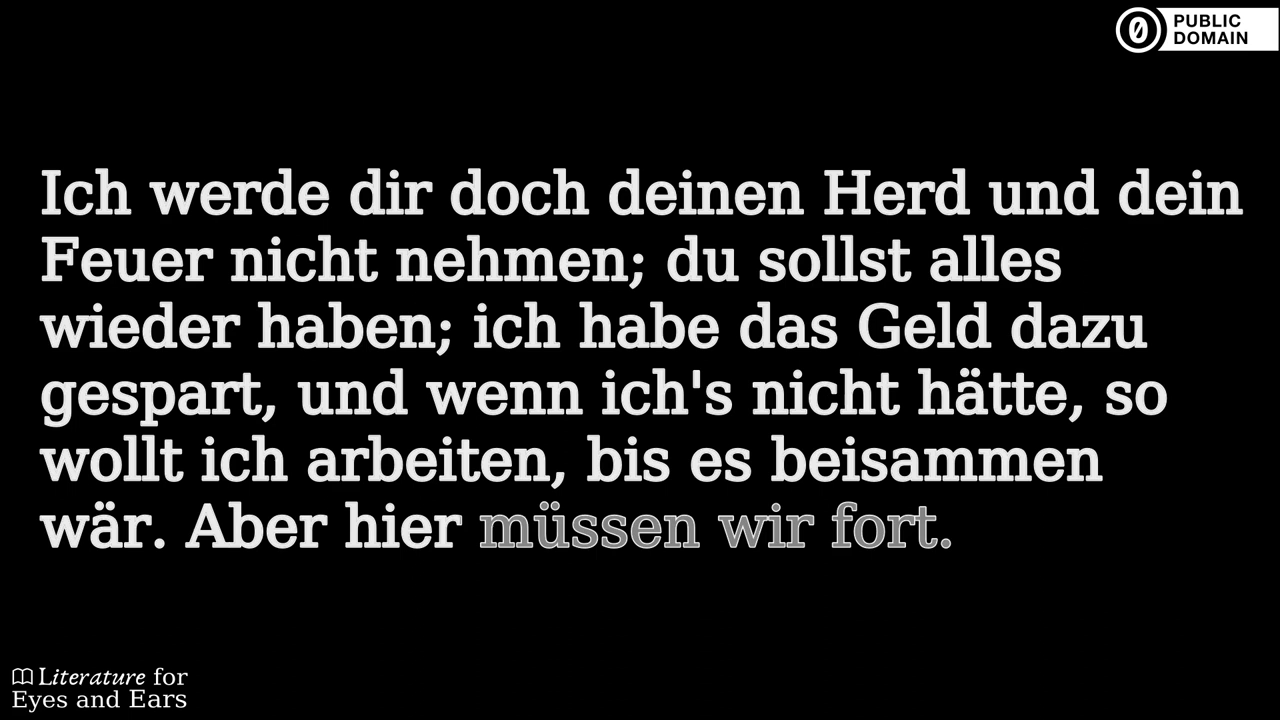 PUBLIC
DOMAIN
Ich werde dir doch deinen Herd und dein
Feuer nicht nehmen; du sollst alles
wieder haben; ich habe das Geld dazu
gespart, und wenn ich's nicht hätte, so
wollt ich arbeiten, bis es beisammen
wär. Aber hier müssen wir fort.
Literature for
Eyes and Ears